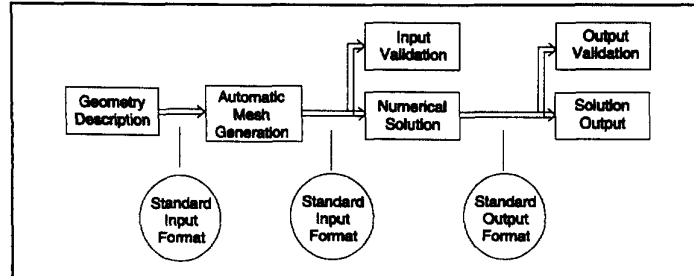 Input
Validation
Output
Validation
Geometry
Description
Automatic
Mesh
Generation
Numerical
Solution
Solution
Output
Standard
Input
Format
Standard
Input
Format
Standard
Output
Format